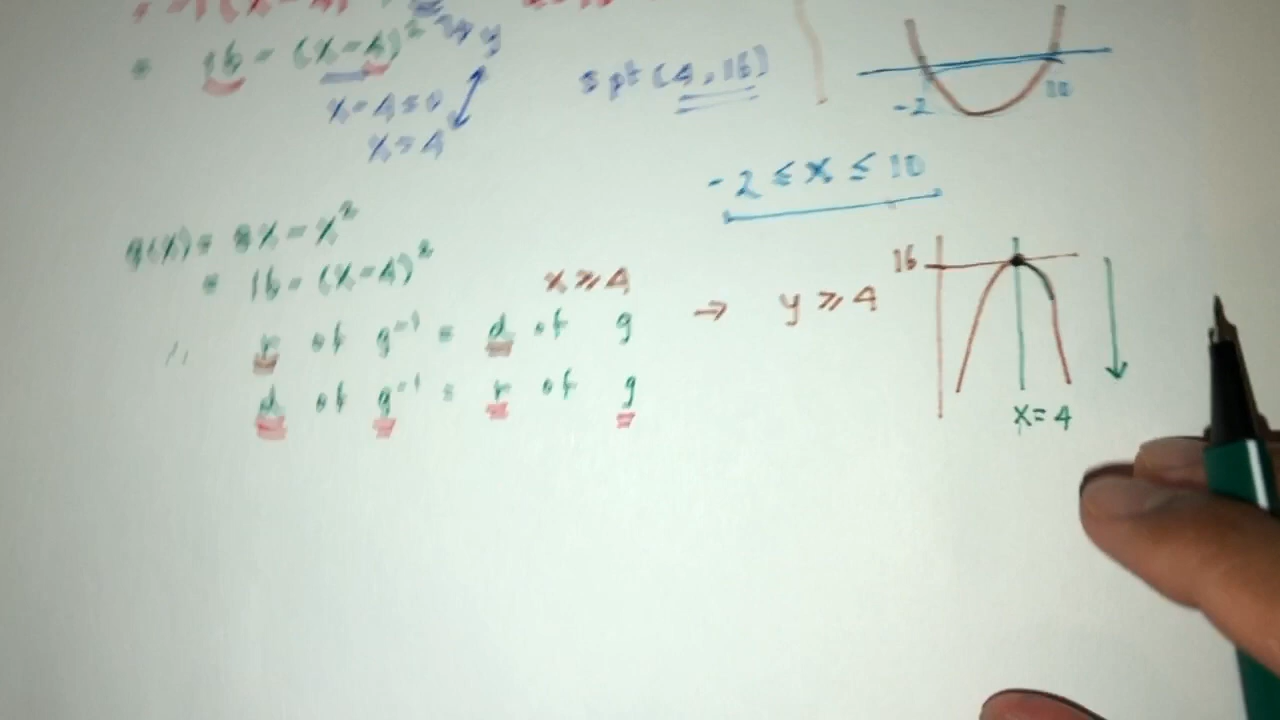 = 16 - (x-4)²
x - 4 = 0
x = 4
y
s pt (4, 16)
-2
10
-2 ≤ x ≤ 10
g(x) = 8x - x²
= 16 - (x-4)²
x ≥ 4
∴ r of g⁻¹ = d of g → y ≥ 4
d of g⁻¹ = r of g
16
x = 4